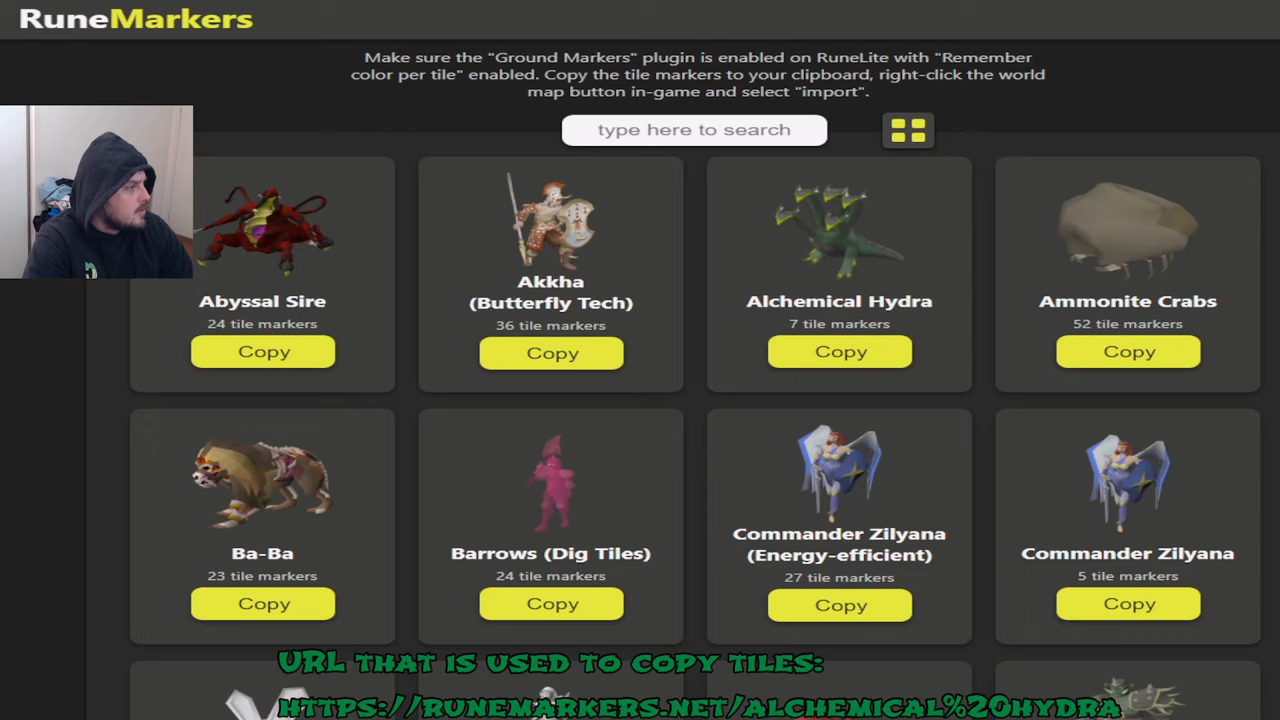 RuneMarkers
Make sure the "Ground Markers" plugin is enabled on RuneLite with "Remember
color per tile" enabled. Copy the tile markers to your clipboard, right-click the world
map button in-game and select "import".
type here to search
Abyssal Sire
24 tile markers
Copy
Akkha
(Butterfly Tech)
36 tile markers
Copy
Alchemical Hydra
7 tile markers
Copy
Ammonite Crabs
52 tile markers
Copy
Ba-Ba
23 tile markers
Copy
Barrows (Dig Tiles)
24 tile markers
Copy
Commander Zilyana
(Energy-efficient)
27 tile markers
Copy
Commander Zilyana
5 tile markers
Copy
URL THAT IS USED TO COPY TILES:
HTTPS://RUNEMARKERS.NET/ALCHEMICAL%20HYDRA